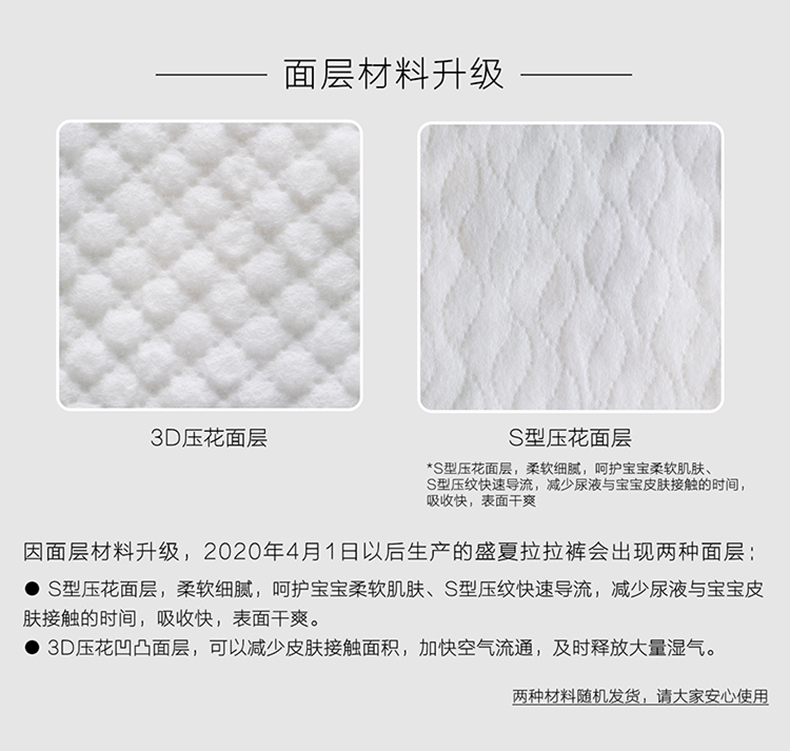 面层材料升级
3D压花面层
S型压花面层
*S型压花面层，柔软细腻，呵护宝宝柔软肌肤、
S型压纹快速导流，减少尿液与宝宝皮肤接触的时间，
吸收快，表面干爽
因面层材料升级，2020年4月1日以后生产的盛夏拉拉裤会出现两种面层；
● S型压花面层，柔软细腻，呵护宝宝柔软肌肤、S型压纹快速导流，减少尿液与宝宝皮
肤接触的时间，吸收快，表面干爽。
● 3D压花凹凸面层，可以减少皮肤接触面积，加快空气流通，及时释放大量湿气。
两种材料随机发货，请大家安心使用